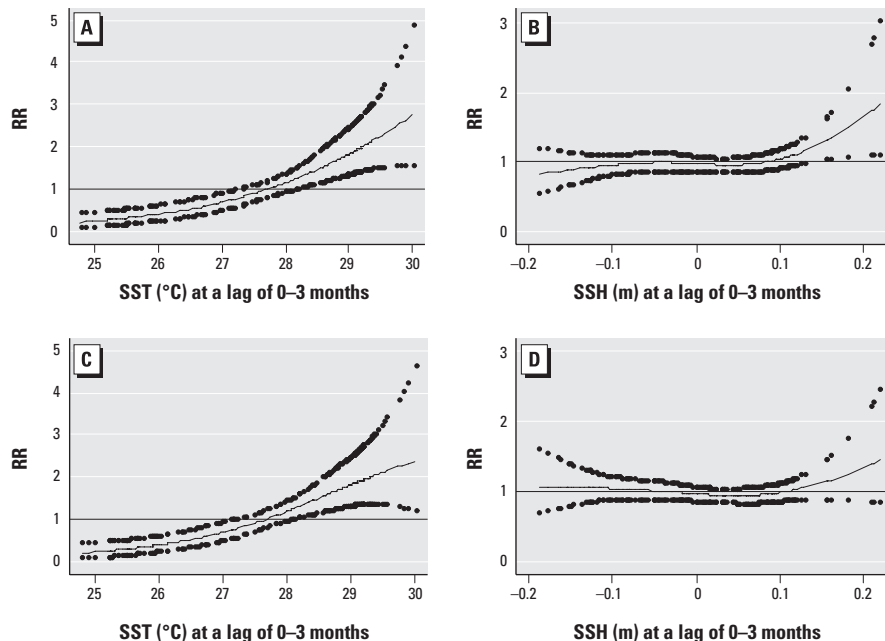 A
5
4
3
2
1
0
RR
25 26 27 28 29 30
SST (°C) at a lag of 0–3 months
B
3
2
1
0
RR
–0.2 –0.1 0 0.1 0.2
SSH (m) at a lag of 0–3 months
C
5
4
3
2
1
0
RR
25 26 27 28 29 30
SST (°C) at a lag of 0–3 months
D
3
2
1
0
RR
–0.2 –0.1 0 0.1 0.2
SSH (m) at a lag of 0–3 months